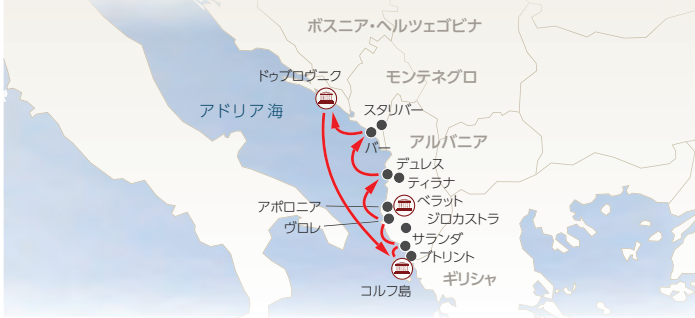 ボスニア・ヘルツェゴビナ
ドゥブロヴニク
モンテネグロ
アドリア海
スタリバー
バー
アルバニア
デュレス
ティラナ
ベラット
アポロニア
ジロカストラ
ヴロレ
サランダ
ブトリント
ギリシャ
コルフ島